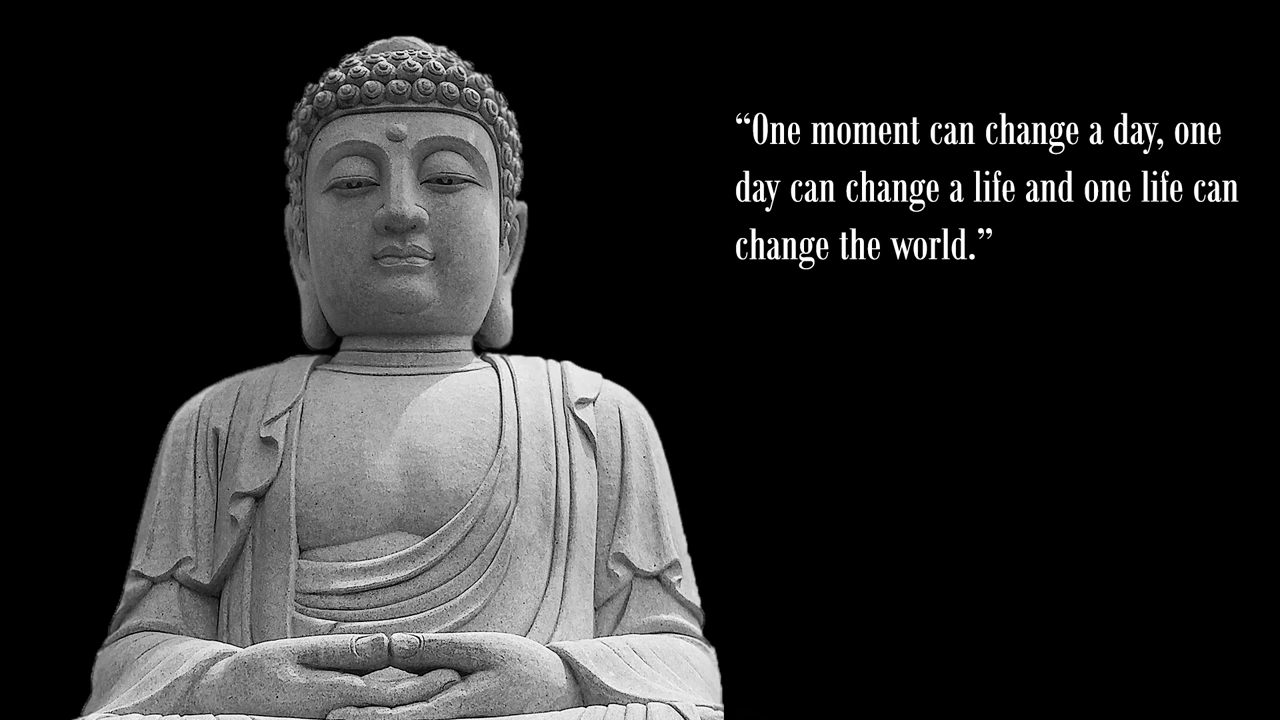 “One moment can change a day, one
day can change a life and one life can
change the world.”